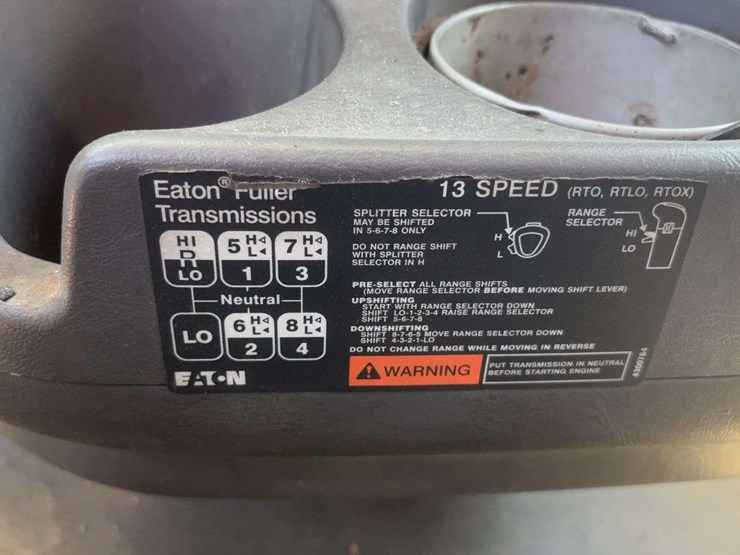 Eaton® Fuller
Transmissions
13 SPEED (RTO, RTLO, RTOX)
HI
R
LO
5 H
L
1
7 H
L
3
Neutral
LO
6 H
L
2
8 H
L
4
EATON
SPLITTER SELECTOR
MAY BE SHIFTED
IN 5-6-7-8 ONLY
H
L
DO NOT RANGE SHIFT
WITH SPLITTER
SELECTOR IN H
RANGE
SELECTOR
HI
LO
PRE-SELECT ALL RANGE SHIFTS
(MOVE RANGE SELECTOR BEFORE MOVING SHIFT LEVER)
UPSHIFTING
START WITH RANGE SELECTOR DOWN
SHIFT LO-1-2-3-4 RAISE RANGE SELECTOR
SHIFT 5-6-7-8
DOWNSHIFTING
SHIFT 8-7-6-5 MOVE RANGE SELECTOR DOWN
SHIFT 4-3-2-1-LO
DO NOT CHANGE RANGE WHILE MOVING IN REVERSE
WARNING
PUT TRANSMISSION IN NEUTRAL
BEFORE STARTING ENGINE